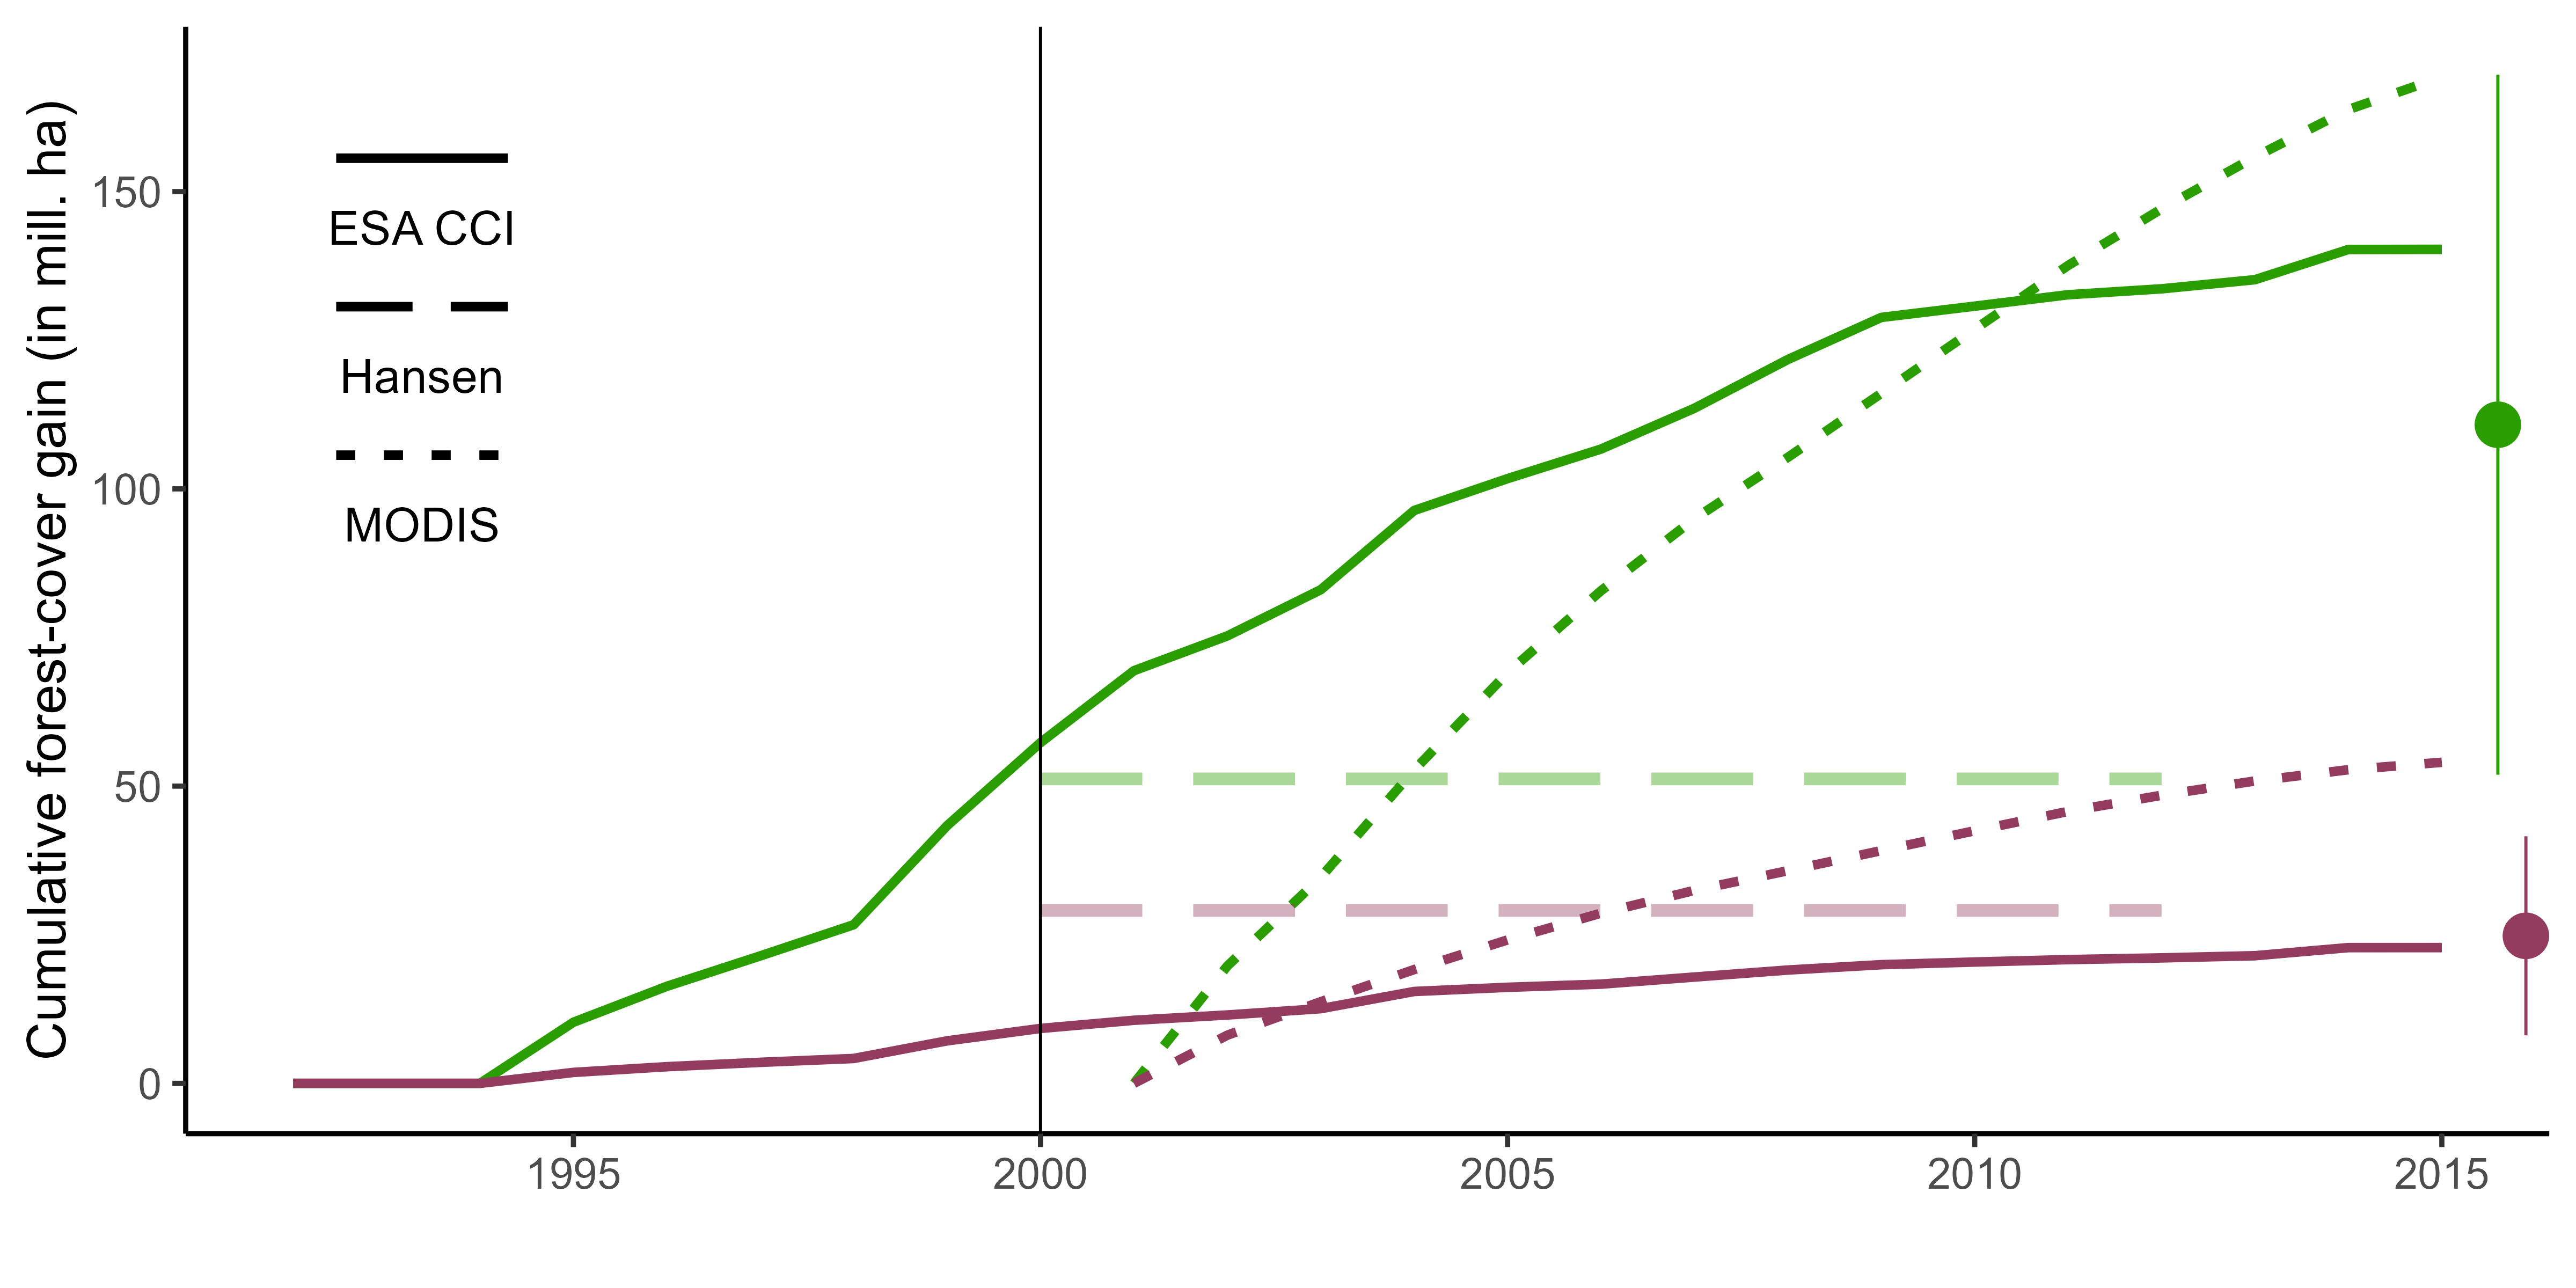 Cumulative forest-cover gain (in mill. ha)
150
100
50
0
ESA CCI
Hansen
MODIS
1995
2000
2005
2010
2015